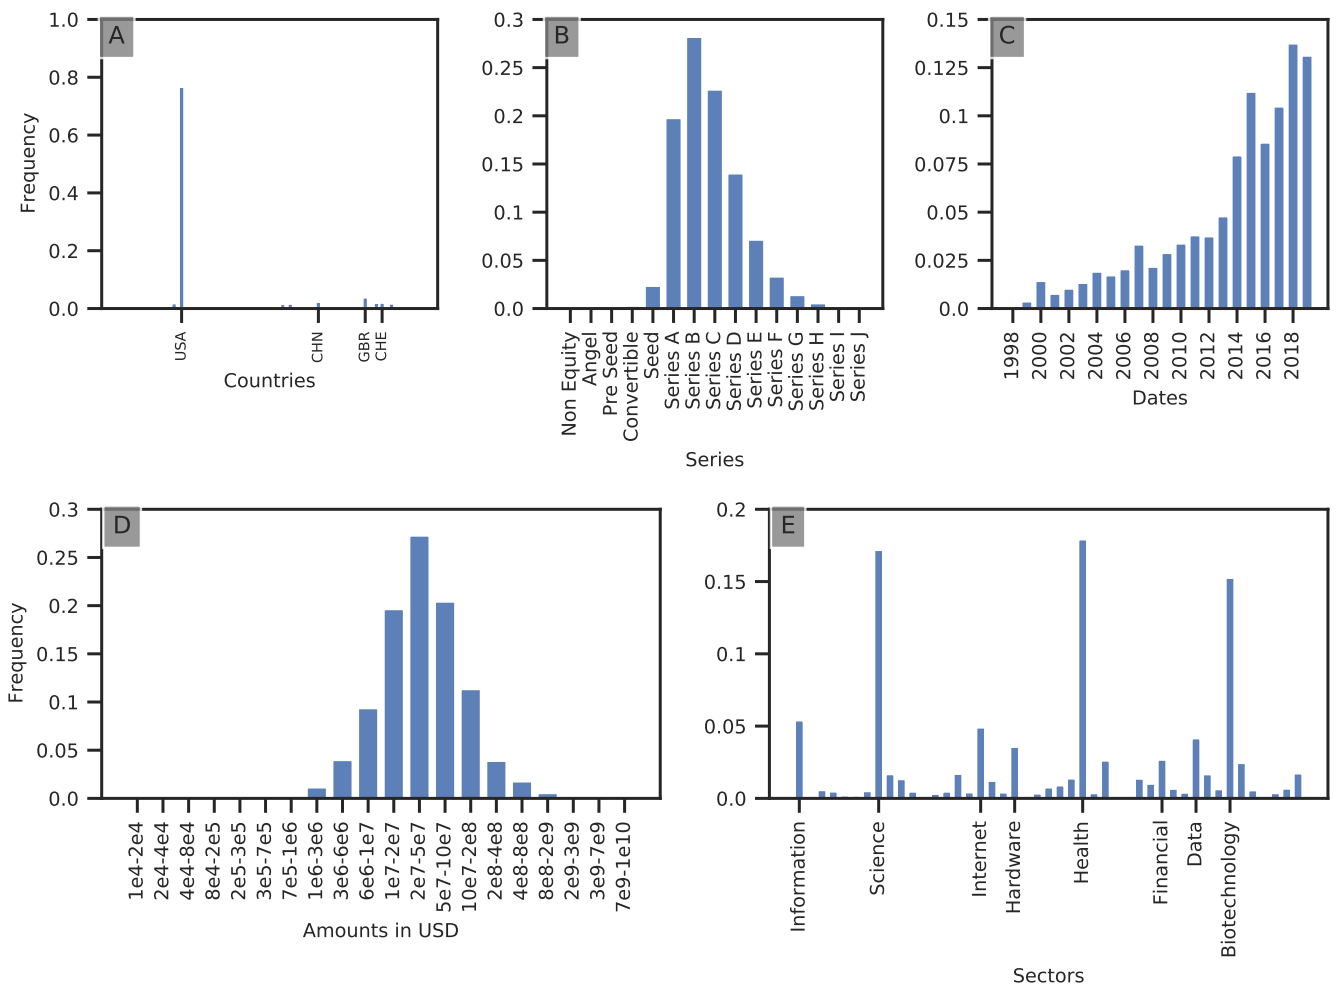 A
1.0
0.8
0.6
0.4
0.2
0.0
Frequency
USA
CHN
GBR
CHE
Countries
B
0.3
0.25
0.2
0.15
0.1
0.05
0.0
Non Equity
Angel
Pre Seed
Convertible
Seed
Series A
Series B
Series C
Series D
Series E
Series F
Series G
Series H
Series I
Series J
Series
C
0.15
0.125
0.1
0.075
0.05
0.025
0.0
1998
2000
2002
2004
2006
2008
2010
2012
2014
2016
2018
Dates
D
0.3
0.25
0.2
0.15
0.1
0.05
0.0
Frequency
1e4-2e4
2e4-4e4
4e4-8e4
8e4-2e5
2e5-3e5
3e5-7e5
7e5-1e6
1e6-3e6
3e6-6e6
6e6-1e7
1e7-2e7
2e7-5e7
5e7-10e7
10e7-2e8
2e8-4e8
4e8-8e8
8e8-2e9
2e9-3e9
3e9-7e9
7e9-1e10
Amounts in USD
E
0.2
0.15
0.1
0.05
0.0
Information
Science
Internet
Hardware
Health
Financial
Data
Biotechnology
Sectors